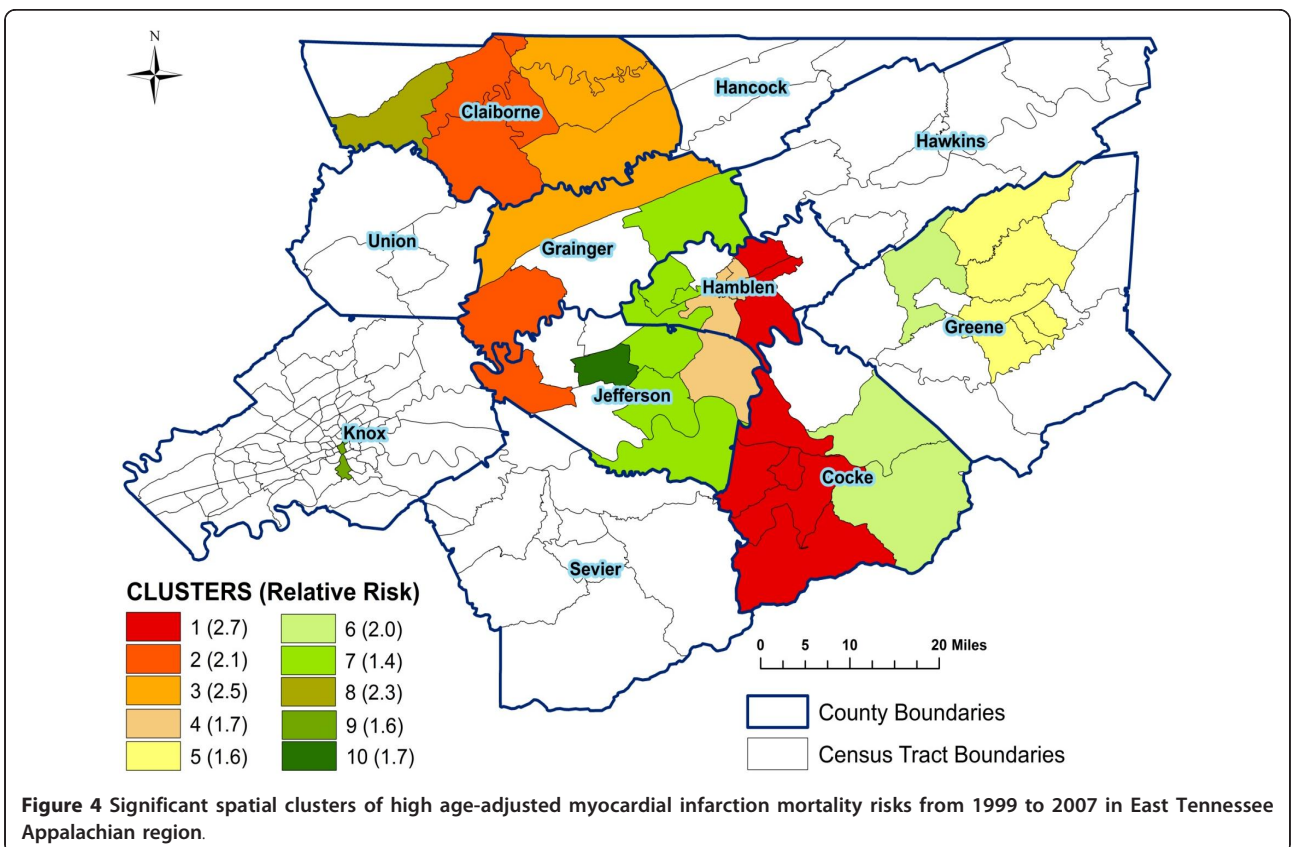 N
Hancock
Claiborne
Hawkins
Union
Grainger
Hamblen
Greene
Jefferson
Knox
Cocke
Sevier
CLUSTERS (Relative Risk)
1 (2.7)
2 (2.1)
3 (2.5)
4 (1.7)
5 (1.6)
6 (2.0)
7 (1.4)
8 (2.3)
9 (1.6)
10 (1.7)
0 5 10 20 Miles
County Boundaries
Census Tract Boundaries
Figure 4 Significant spatial clusters of high age-adjusted myocardial infarction mortality risks from 1999 to 2007 in East Tennessee
Appalachian region.